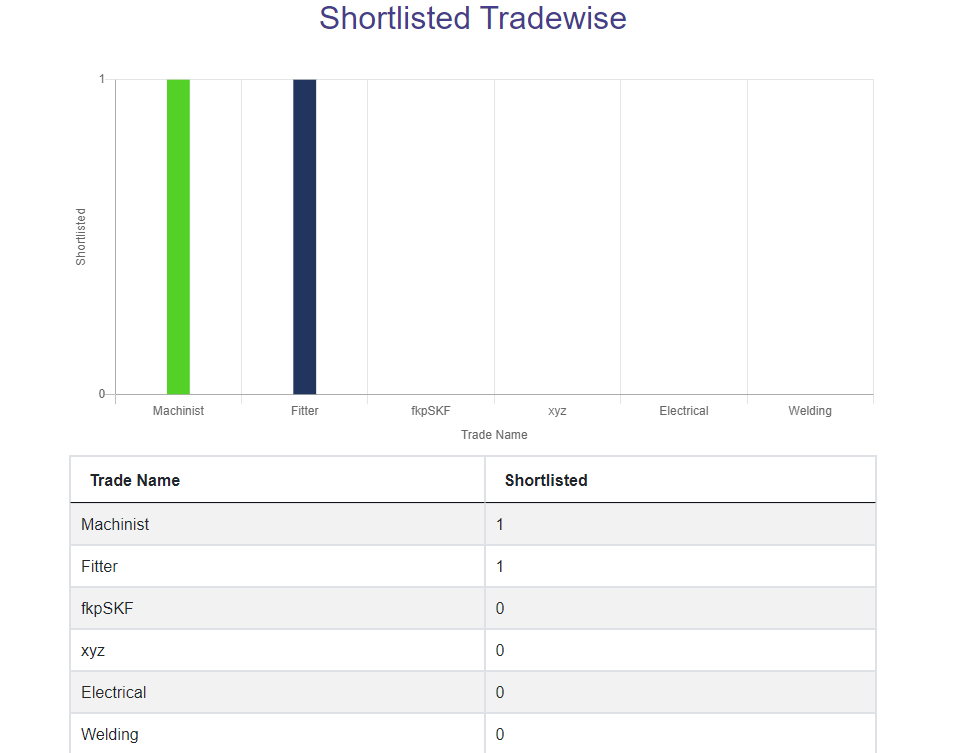 Shortlisted Tradewise
1
Shortlisted
0
Machinist Fitter fkpSKF xyz Electrical Welding
Trade Name
Trade Name Shortlisted
Machinist 1
Fitter 1
fkpSKF 0
xyz 0
Electrical 0
Welding 0